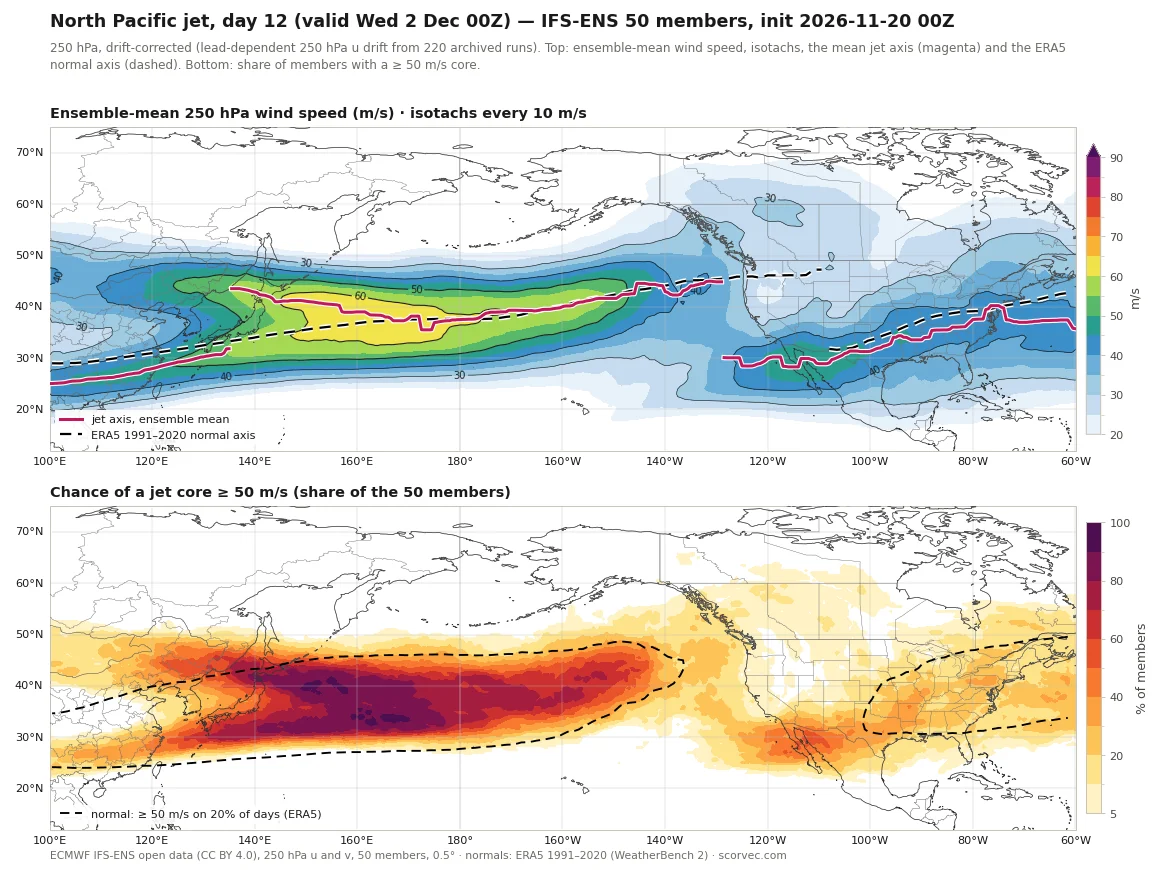 North Pacific jet, day 12 (valid Wed 2 Dec 00Z) — IFS-ENS 50 members, init 2026-11-20 00Z
250 hPa, drift-corrected (lead-dependent 250 hPa u drift from 220 archived runs). Top: ensemble-mean wind speed, isotachs, the mean jet axis (magenta) and the ERA5
normal axis (dashed). Bottom: share of members with a ≥ 50 m/s core.
Ensemble-mean 250 hPa wind speed (m/s) · isotachs every 10 m/s
70°N
60°N
50°N
40°N
30°N
20°N
30
30
50
60
40
40
30
40
30
40
jet axis, ensemble mean
ERA5 1991–2020 normal axis
100°E 120°E 140°E 160°E 180° 160°W 140°W 120°W 100°W 80°W 60°W
90
80
70
60
50
40
30
20
m/s
Chance of a jet core ≥ 50 m/s (share of the 50 members)
70°N
60°N
50°N
40°N
30°N
20°N
normal: ≥ 50 m/s on 20% of days (ERA5)
100°E 120°E 140°E 160°E 180° 160°W 140°W 120°W 100°W 80°W 60°W
100
80
60
40
20
5
% of members
ECMWF IFS-ENS open data (CC BY 4.0), 250 hPa u and v, 50 members, 0.5° · normals: ERA5 1991–2020 (WeatherBench 2) · scorvec.com